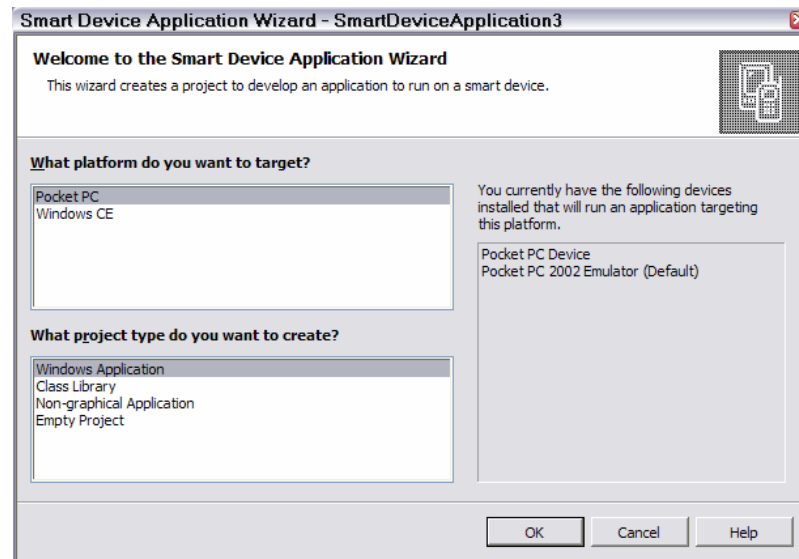 Smart Device Application Wizard - SmartDeviceApplication3
Welcome to the Smart Device Application Wizard
This wizard creates a project to develop an application to run on a smart device.
What platform do you want to target?
Pocket PC
Windows CE
You currently have the following devices
installed that will run an application targeting
this platform.
Pocket PC Device
Pocket PC 2002 Emulator (Default)
What project type do you want to create?
Windows Application
Class Library
Non-graphical Application
Empty Project
OK
Cancel
Help